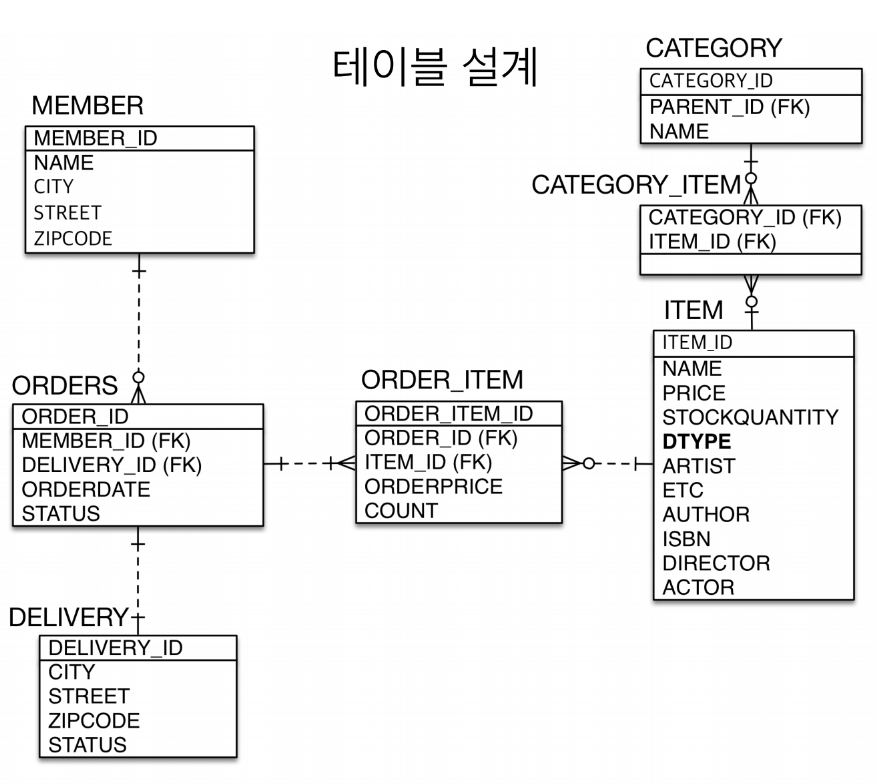 테이블 설계
MEMBER
MEMBER_ID
NAME
CITY
STREET
ZIPCODE
ORDERS
ORDER_ID
MEMBER_ID (FK)
DELIVERY_ID (FK)
ORDERDATE
STATUS
DELIVERY
DELIVERY_ID
CITY
STREET
ZIPCODE
STATUS
ORDER_ITEM
ORDER_ITEM_ID
ORDER_ID (FK)
ITEM_ID (FK)
ORDERPRICE
COUNT
CATEGORY
CATEGORY_ID
PARENT_ID (FK)
NAME
CATEGORY_ITEM
CATEGORY_ID (FK)
ITEM_ID (FK)
ITEM
ITEM_ID
NAME
PRICE
STOCKQUANTITY
DTYPE
ARTIST
ETC
AUTHOR
ISBN
DIRECTOR
ACTOR